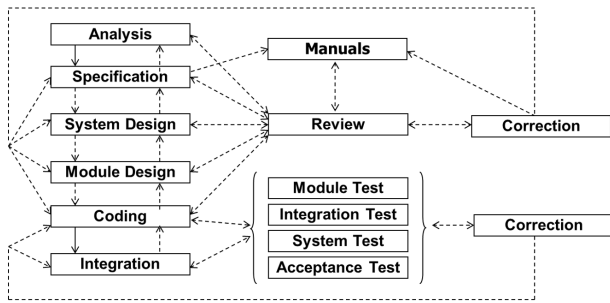 Analysis
Manuals
Specification
System Design
Review
Correction
Module Design
Module Test
Coding
Integration Test
Correction
System Test
Integration
Acceptance Test